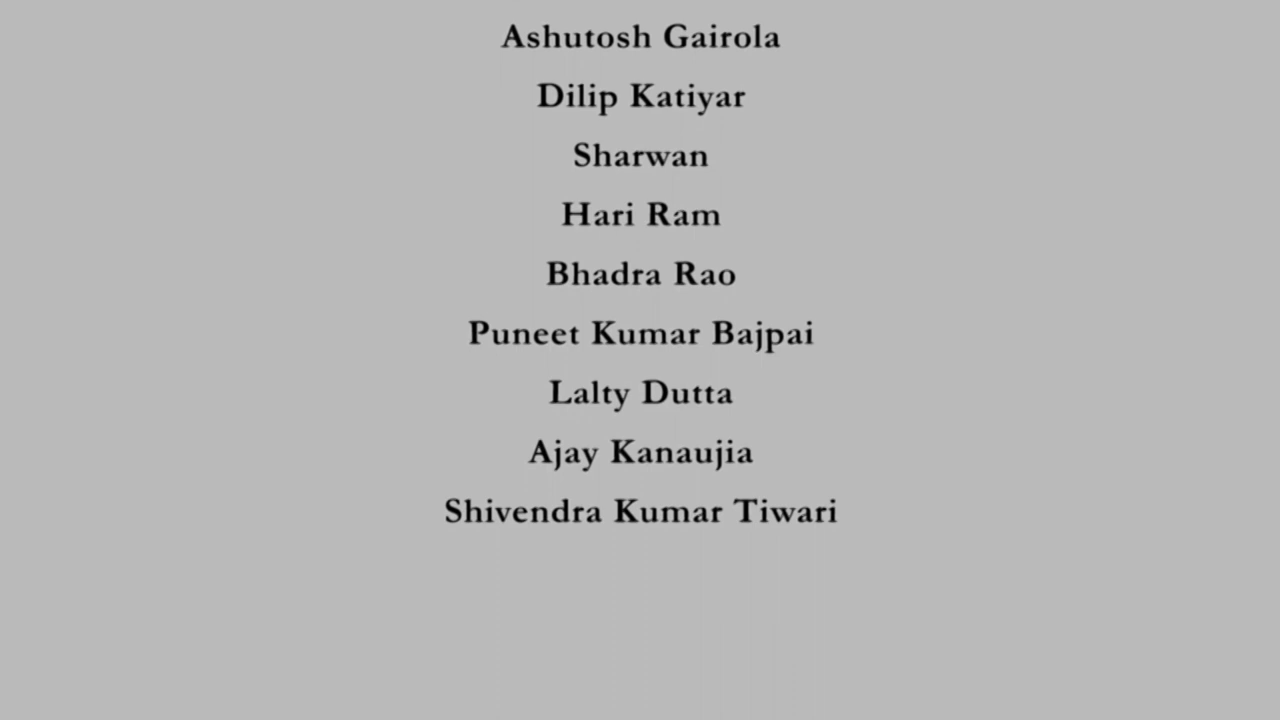 Ashutosh Gairola
Dilip Katiyar
Sharwan
Hari Ram
Bhadra Rao
Puneet Kumar Bajpai
Lalty Dutta
Ajay Kanaujia
Shivendra Kumar Tiwari